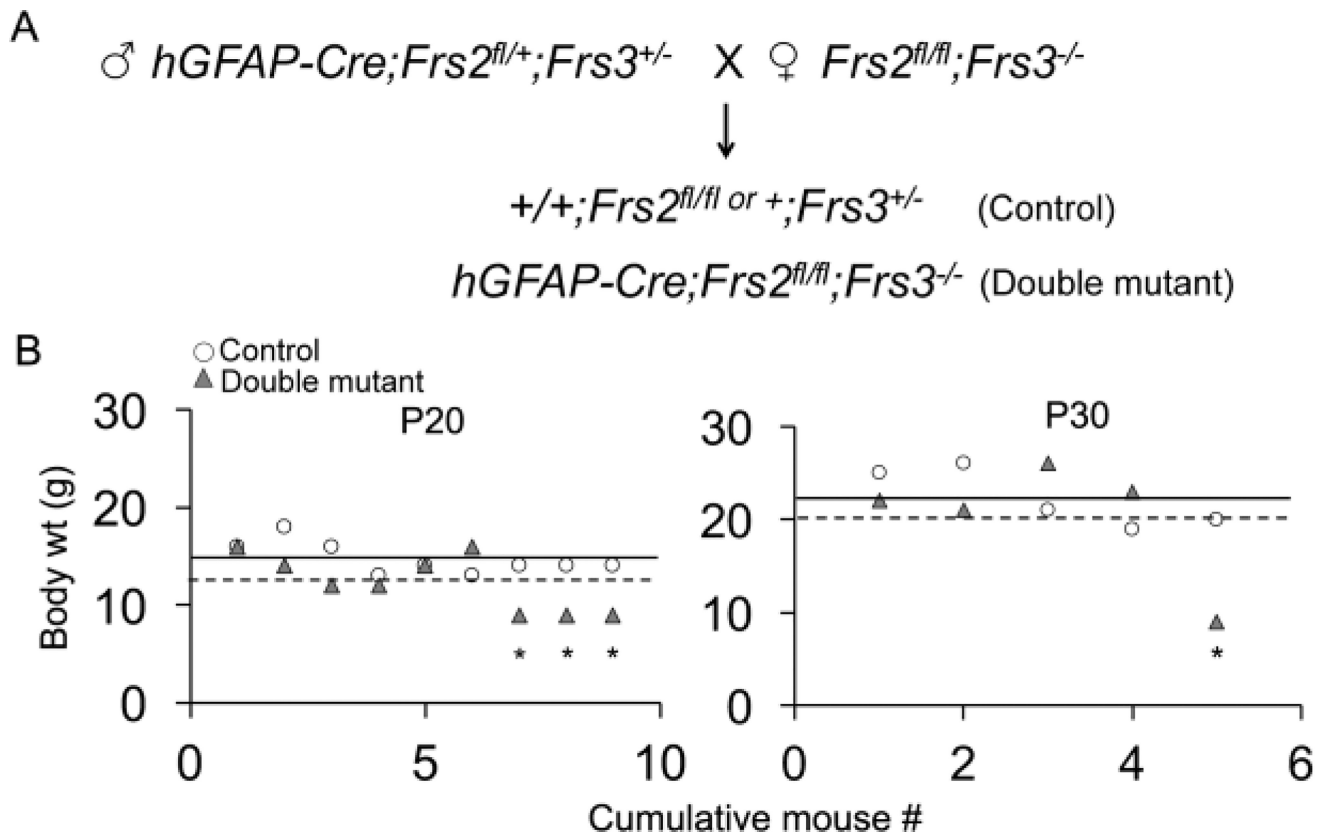 A
♂ hGFAP-Cre;Frs2fl/+;Frs3+/- X ♀ Frs2fl/fl;Frs3-/-
+/+;Frs2fl/fl or +;Frs3+/- (Control)
hGFAP-Cre;Frs2fl/fl;Frs3-/- (Double mutant)
B
Control
Double mutant
P20
30
20
10
0
Body wt (g)
* * *
0 5 10
P30
30
20
10
0
*
0 2 4 6
Cumulative mouse #